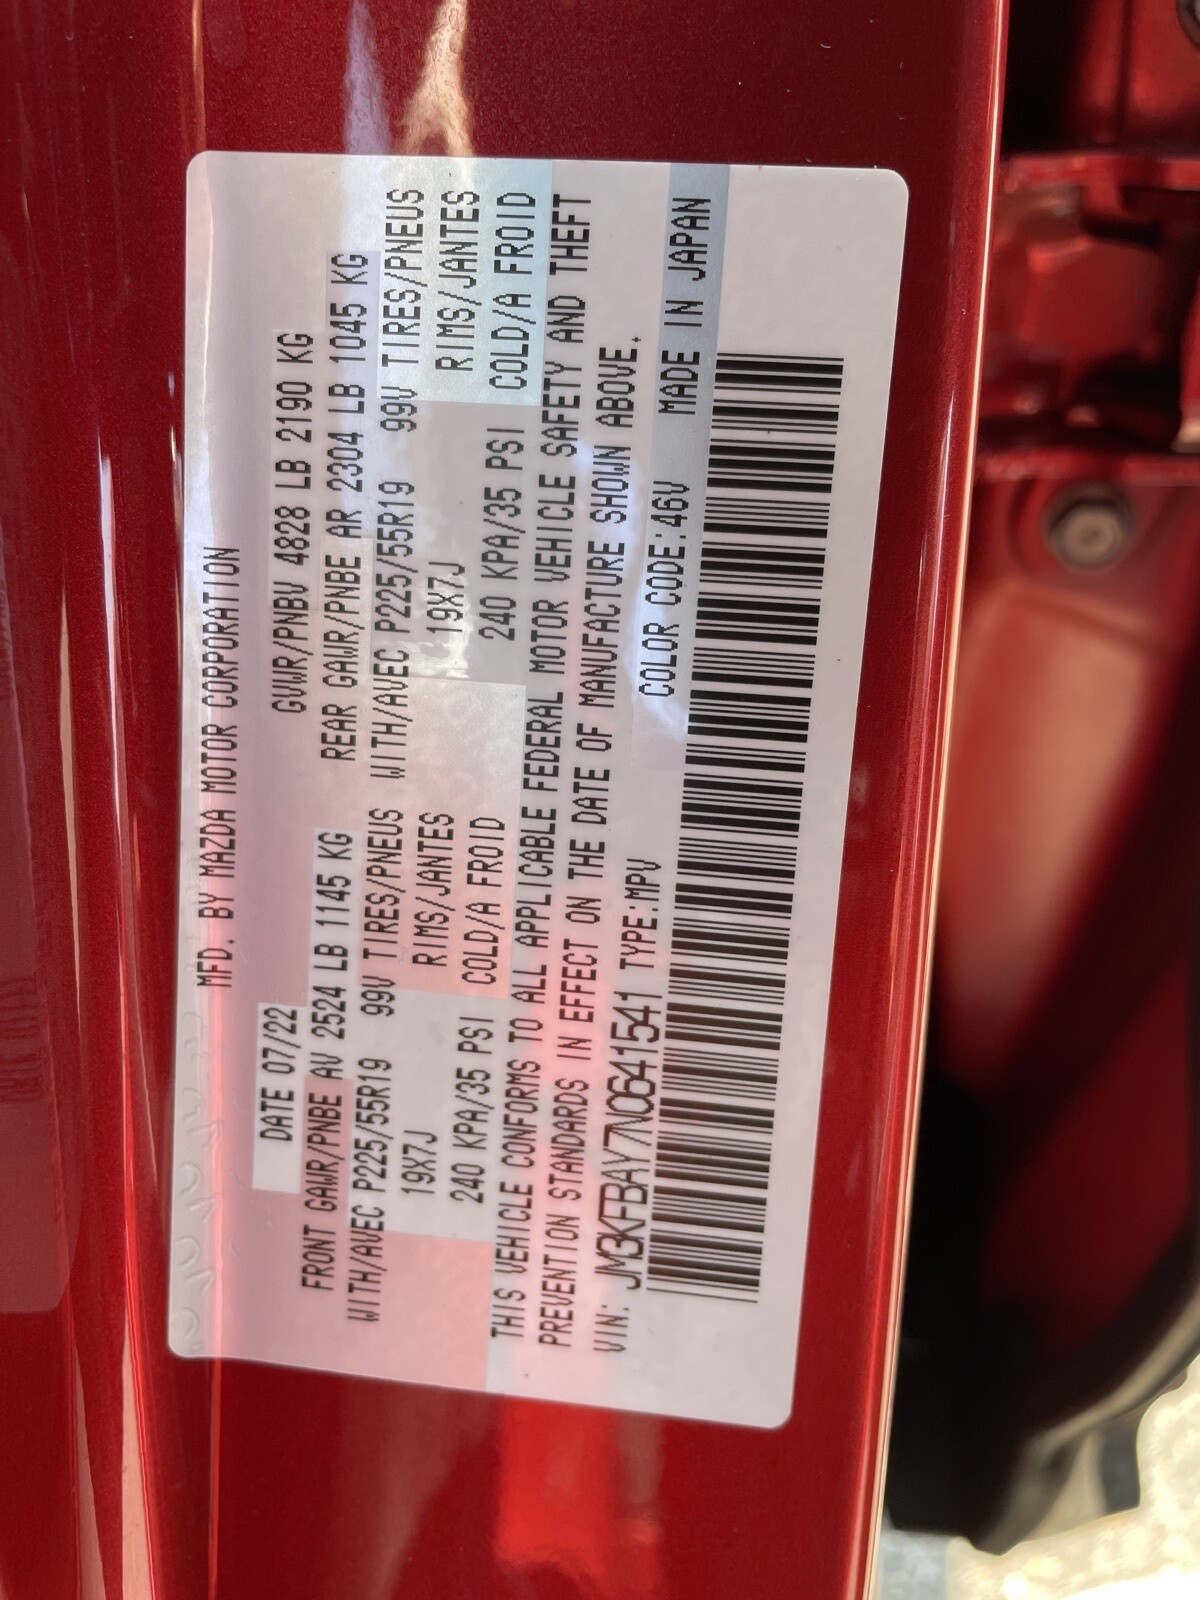 MFD. BY MAZDA MOTOR CORPORATION
DATE 07/22 GVWR/PNBV 4828 LB 2190 KG
FRONT GAWR/PNBE AV 2524 LB 1145 KG REAR GAWR/PNBE AR 2304 LB 1045 KG
WITH/AVEC P225/55R19 99V TIRES/PNEUS WITH/AVEC P225/55R19 99V TIRES/PNEUS
19X7J RIMS/JANTES 19X7J RIMS/JANTES
240 KPA/35 PSI COLD/A FROID 240 KPA/35 PSI COLD/A FROID
THIS VEHICLE CONFORMS TO ALL APPLICABLE FEDERAL MOTOR VEHICLE SAFETY AND THEFT
PREVENTION STANDARDS IN EFFECT ON THE DATE OF MANUFACTURE SHOWN ABOVE.
VIN: JM3KFBAY7N0641541 TYPE:MPV COLOR CODE:46V MADE IN JAPAN